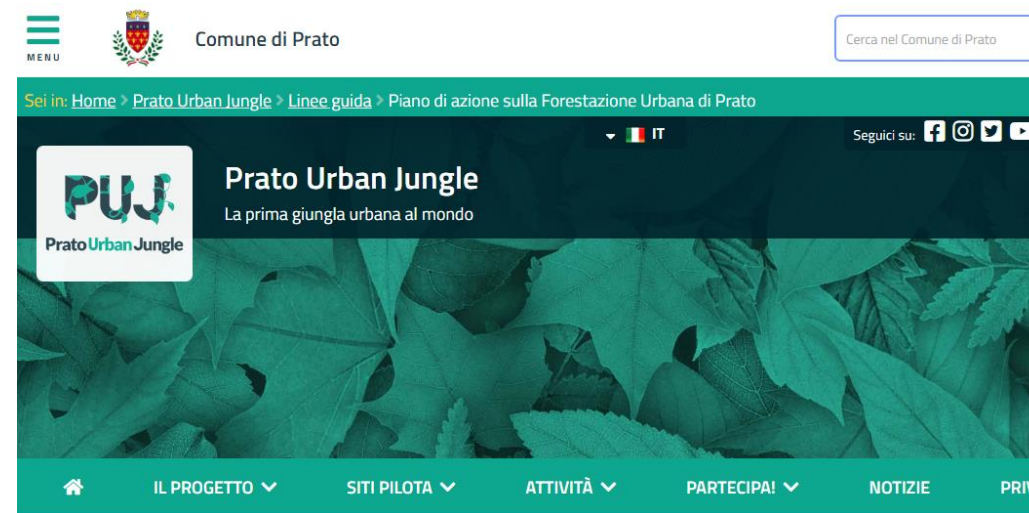 MENU
Comune di Prato
Cerca nel Comune di Prato
Sei in: Home > Prato Urban Jungle > Linee guida > Piano di azione sulla Forestazione Urbana di Prato
IT
Seguici su:
PUJ
Prato Urban Jungle
Prato Urban Jungle
La prima giungla urbana al mondo
IL PROGETTO
SITI PILOTA
ATTIVITÀ
PARTECIPA!
NOTIZIE